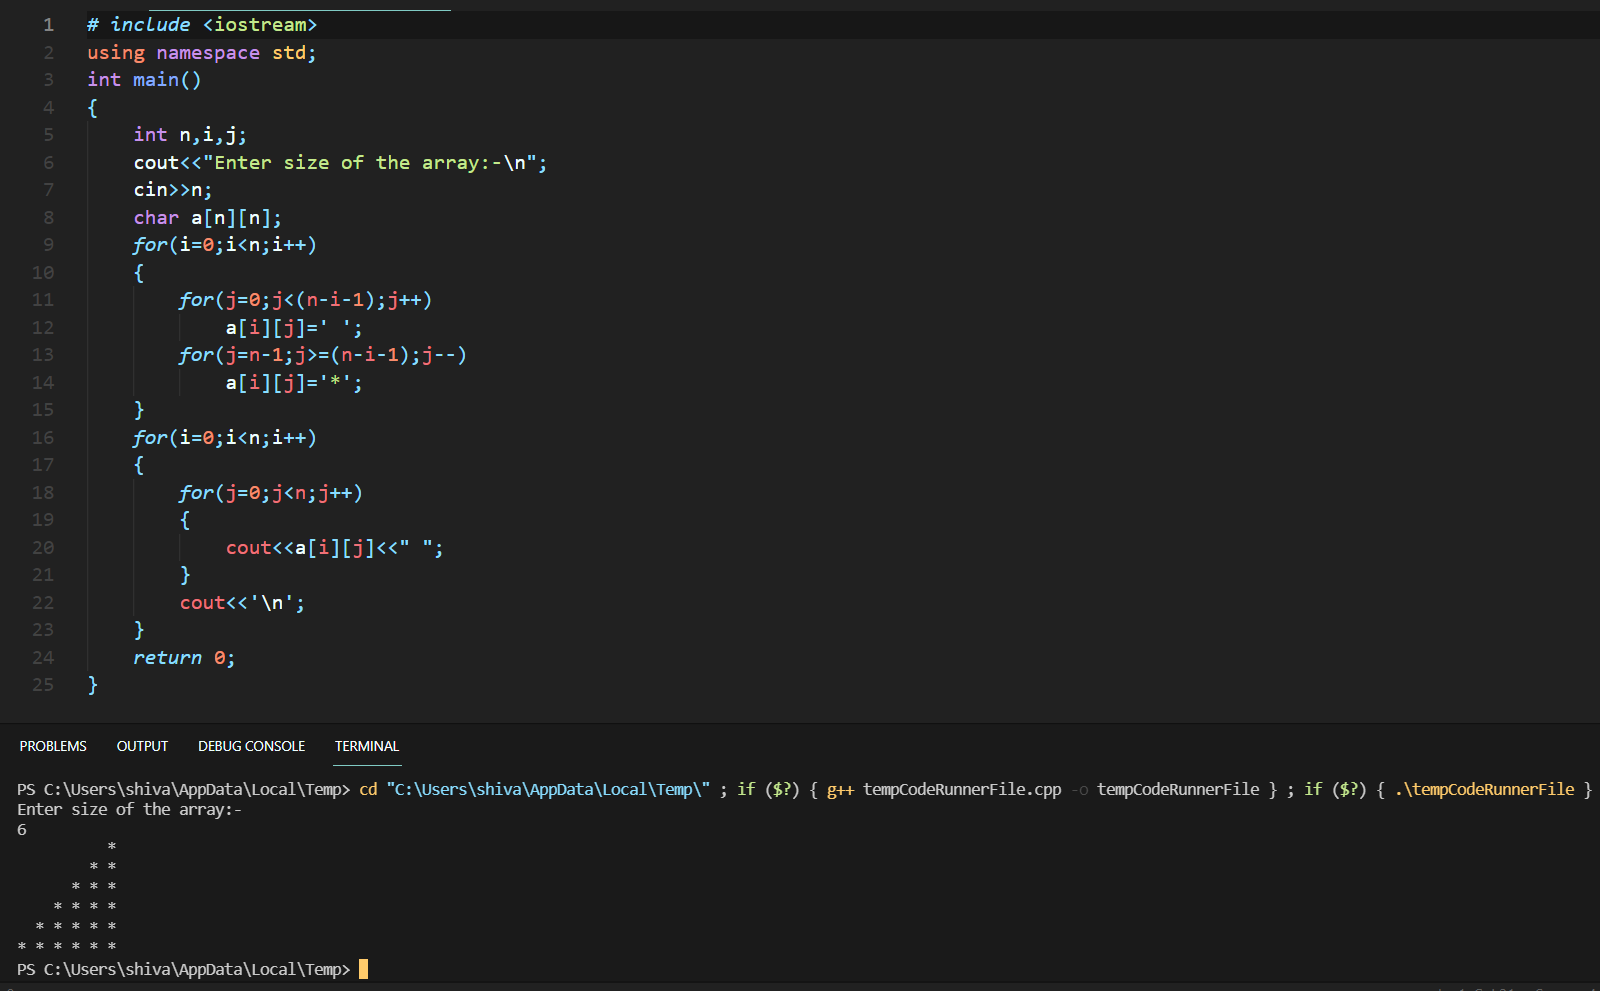 1 # include <iostream>
2 using namespace std;
3 int main()
4 {
5     int n,i,j;
6     cout<<"Enter size of the array:-\n";
7     cin>>n;
8     char a[n][n];
9     for(i=0;i<n;i++)
10     {
11         for(j=0;j<(n-i-1);j++)
12             a[i][j]=' ';
13         for(j=n-1;j>=(n-i-1);j--)
14             a[i][j]='*';
15     }
16     for(i=0;i<n;i++)
17     {
18         for(j=0;j<n;j++)
19         {
20             cout<<a[i][j]<<" ";
21         }
22         cout<<'\n';
23     }
24     return 0;
25 }
PROBLEMS OUTPUT DEBUG CONSOLE TERMINAL
PS C:\Users\shiva\AppData\Local\Temp> cd "C:\Users\shiva\AppData\Local\Temp\" ; if ($?) { g++ tempCodeRunnerFile.cpp -o tempCodeRunnerFile } ; if ($?) { .\tempCodeRunnerFile }
Enter size of the array:-
6
          *
        * *
      * * *
    * * * *
  * * * * *
* * * * * *
PS C:\Users\shiva\AppData\Local\Temp>